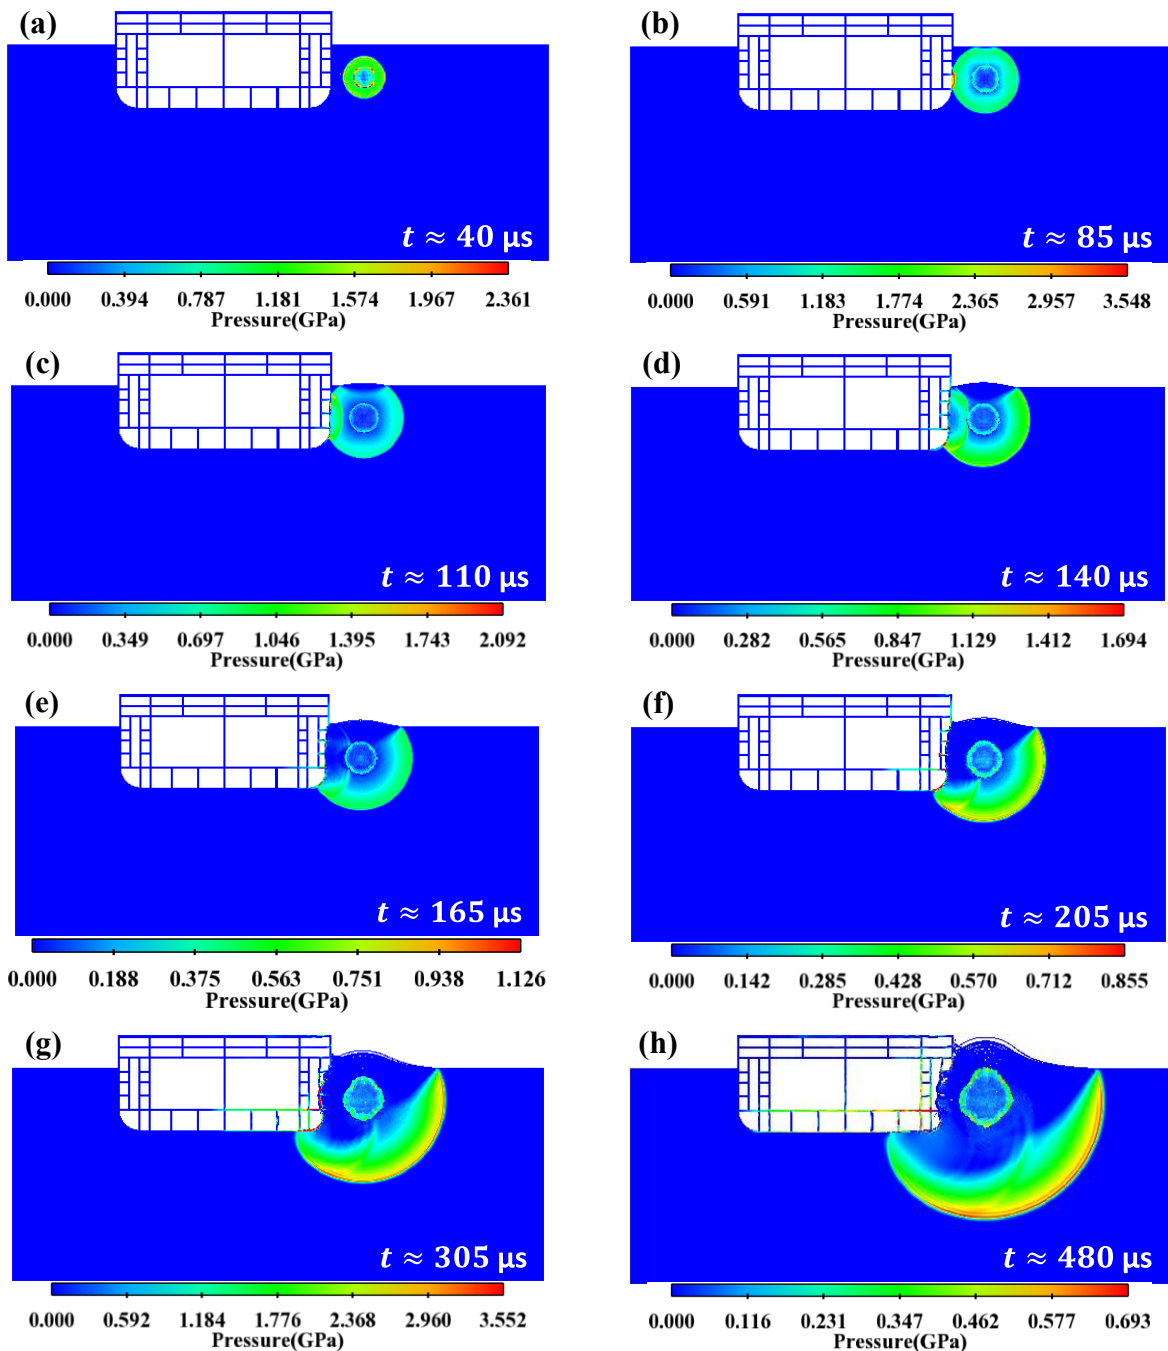 (a)
t ≈ 40 μs
0.000 0.394 0.787 1.181 1.574 1.967 2.361
Pressure(GPa)
(b)
t ≈ 85 μs
0.000 0.591 1.183 1.774 2.365 2.957 3.548
Pressure(GPa)
(c)
t ≈ 110 μs
0.000 0.349 0.697 1.046 1.395 1.743 2.092
Pressure(GPa)
(d)
t ≈ 140 μs
0.000 0.282 0.565 0.847 1.129 1.412 1.694
Pressure(GPa)
(e)
t ≈ 165 μs
0.000 0.188 0.375 0.563 0.751 0.938 1.126
Pressure(GPa)
(f)
t ≈ 205 μs
0.000 0.142 0.285 0.428 0.570 0.712 0.855
Pressure(GPa)
(g)
t ≈ 305 μs
0.000 0.592 1.184 1.776 2.368 2.960 3.552
Pressure(GPa)
(h)
t ≈ 480 μs
0.000 0.116 0.231 0.347 0.462 0.577 0.693
Pressure(GPa)